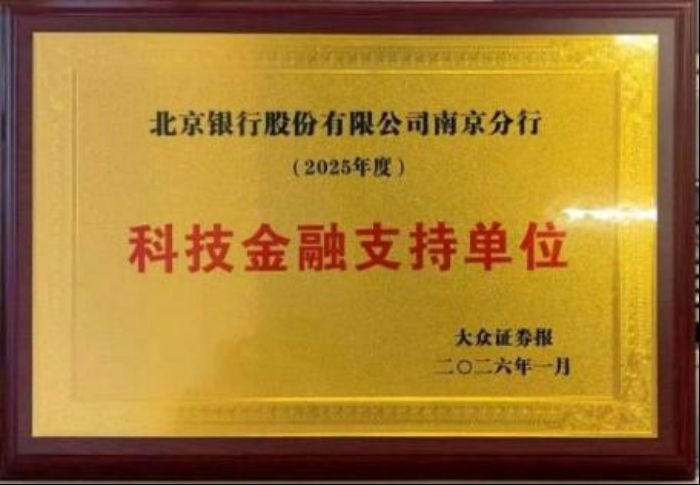 北京银行股份有限公司南京分行
（2025年度）
科技金融支持单位
大众证券报
二〇二六年一月